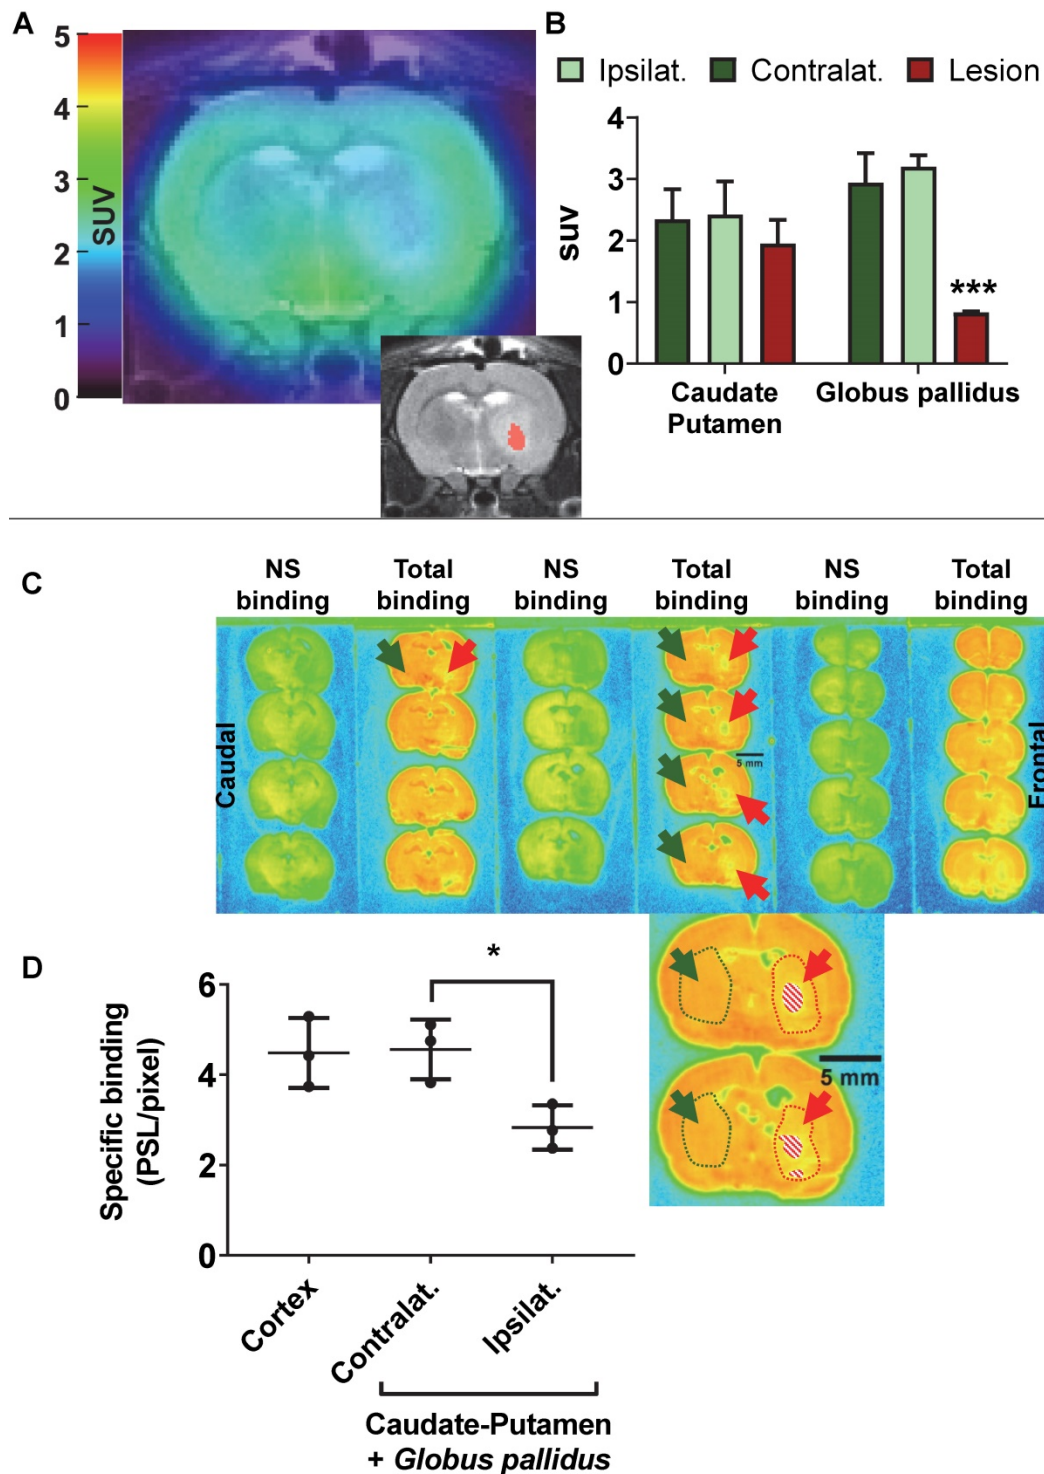 A
5
4
3
2
1
0
SUV
B
Ipsilat.
Contralat.
Lesion
4
3
2
1
0
suv
***
Caudate
Putamen
Globus pallidus
C
NS
binding
Total
binding
NS
binding
Total
binding
NS
binding
Total
binding
Caudal
5 mm
Frontal
5 mm
D
*
6
4
2
0
Specific binding
(PSL/pixel)
Cortex
Contralat.
Ipsilat.
Caudate-Putamen
+ Globus pallidus